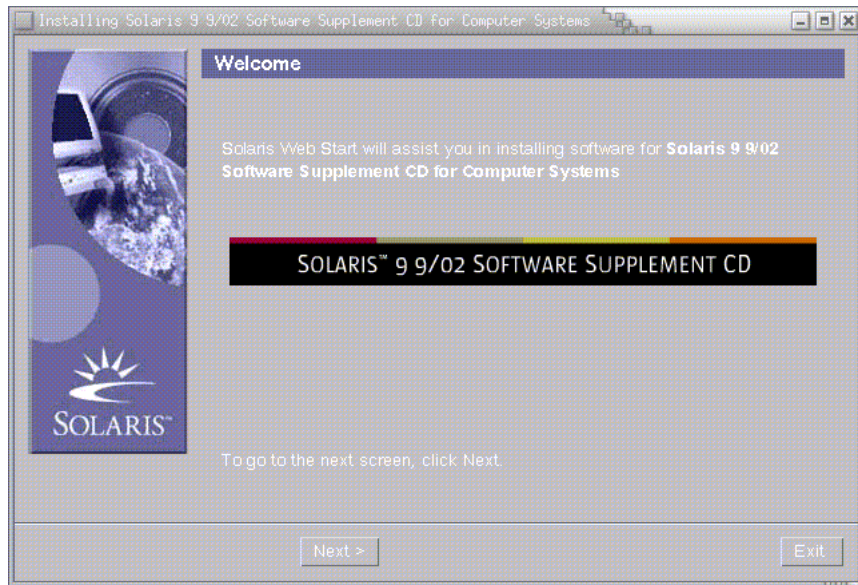 Installing Solaris 9 9/02 Software Supplement CD for Computer Systems
Welcome
Solaris Web Start will assist you in installing software for Solaris 9 9/02
Software Supplement CD for Computer Systems
SOLARIS™ 9 9/02 SOFTWARE SUPPLEMENT CD
SOLARIS™
To go to the next screen, click Next.
Next >
Exit